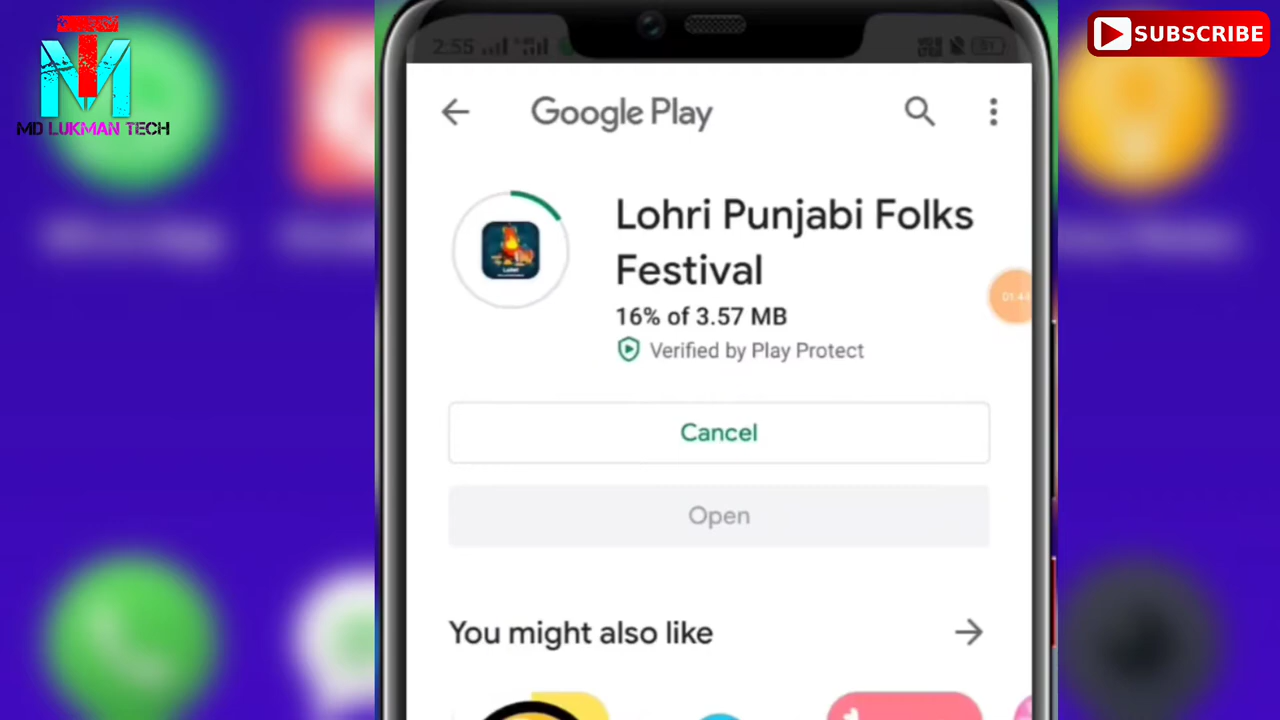 MD LUKMAN TECH
SUBSCRIBE
2:55
Google Play
Lohri Punjabi Folks
Festival
16% of 3.57 MB
Verified by Play Protect
Cancel
Open
You might also like